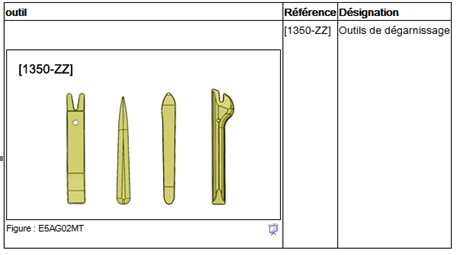 outil Référence Désignation
[1350-ZZ] Outils de dégarnissage
[1350-ZZ]
Figure : E5AG02MT